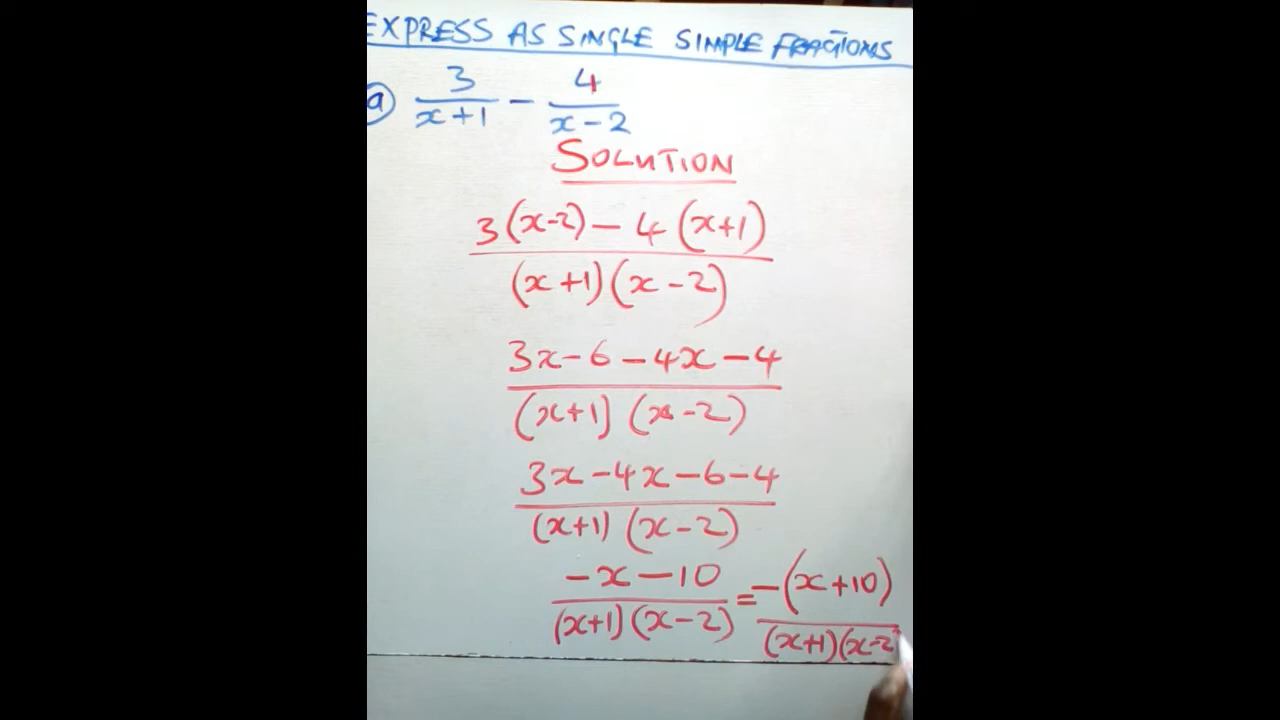 EXPRESS AS SINGLE SIMPLE FRACTIONS
a) 3/(x+1) - 4/(x-2)
SOLUTION
3(x-2) - 4(x+1)
(x+1)(x-2)
3x-6-4x-4
(x+1)(x-2)
3x-4x-6-4
(x+1)(x-2)
-x-10 = -(x+10)
(x+1)(x-2) (x+1)(x-2)